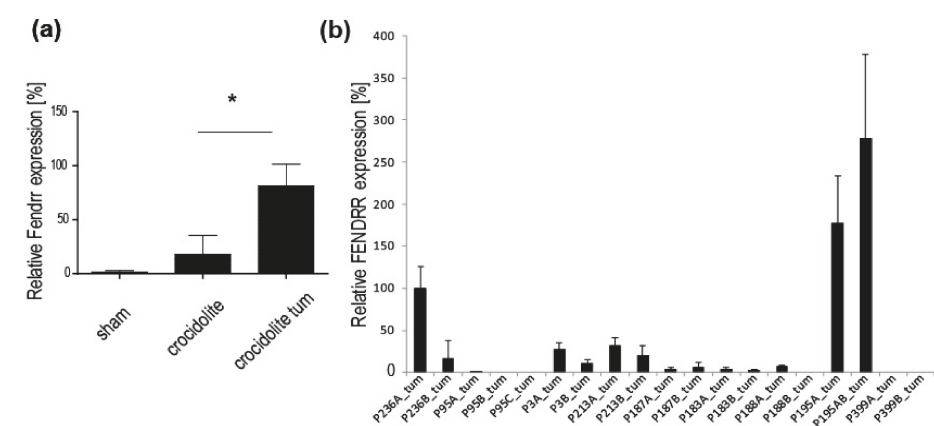 (a)
Relative Fendrr expression [%]
150
100
50
0
*
sham
crocidolite
crocidolite tum
(b)
Relative FENDRR expression [%]
400
350
300
250
200
150
100
50
0
P236A_tum
P236B_tum
P95A_tum
P95B_tum
P95C_tum
P3A_tum
P3B_tum
P213A_tum
P213B_tum
P187A_tum
P187B_tum
P183A_tum
P183B_tum
P188A_tum
P188B_tum
P195A_tum
P195AB_tum
P399A_tum
P399B_tum